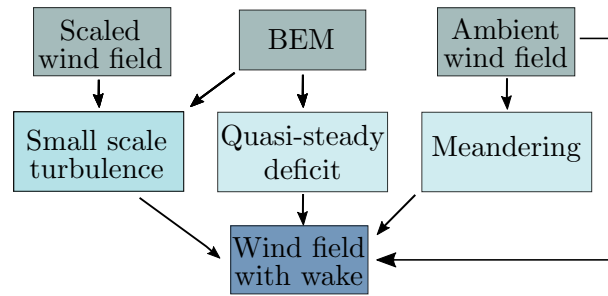 Scaled
wind field
BEM
Ambient
wind field
Small scale
turbulence
Quasi-steady
deficit
Meandering
Wind field
with wake